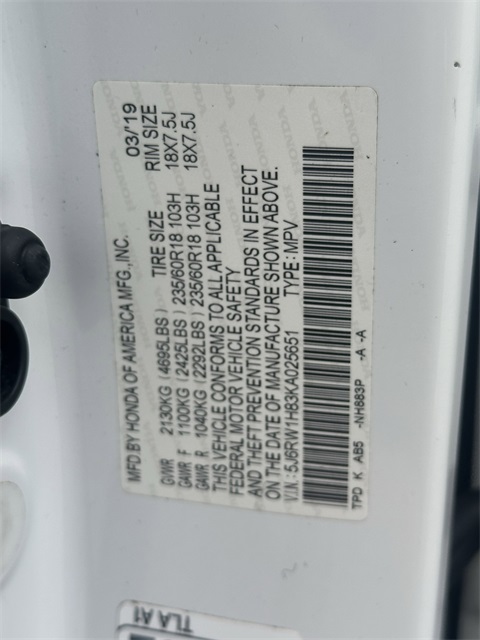 MFD.BY HONDA OF AMERICA MFG.,INC. 03/'19
TIRE SIZE RIM SIZE
GVWR 2130KG (4695LBS)
GAWR F 1100KG (2425LBS) 235/60R18 103H 18X7.5J
GAWR R 1040KG (2292LBS) 235/60R18 103H 18X7.5J
THIS VEHICLE CONFORMS TO ALL APPLICABLE
FEDERAL MOTOR VEHICLE SAFETY
AND THEFT PREVENTION STANDARDS IN EFFECT
ON THE DATE OF MANUFACTURE SHOWN ABOVE.
V.I.N.: 5J6RW1H83KA025651 TYPE: MPV
TPD K AB5 -NH883P -A -A
TLA A1